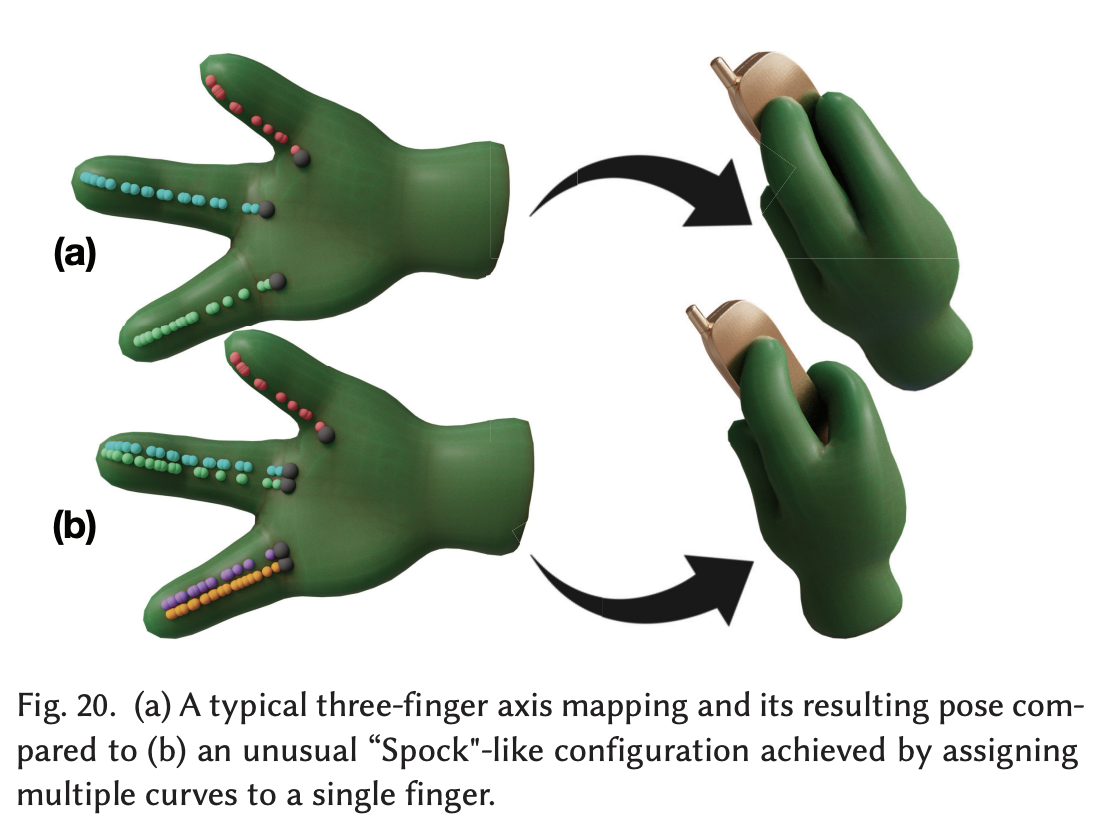 (a)
(b)
Fig. 20. (a) A typical three-finger axis mapping and its resulting pose com-
pared to (b) an unusual “Spock"-like configuration achieved by assigning
multiple curves to a single finger.